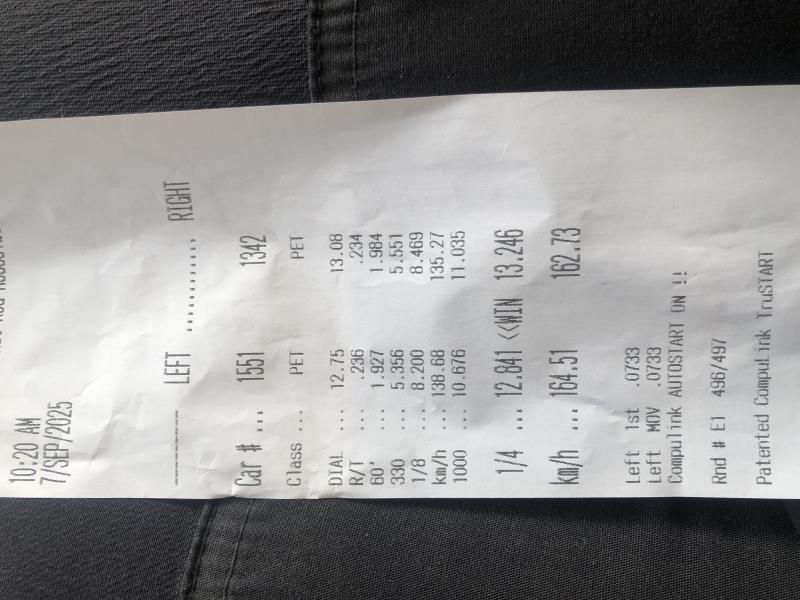 10:20 AM
7/SEP/2025
LEFT ............ RIGHT
Car # ... 1551 1342
Class ... PET PET
DIAL ... 12.75 13.08
R/T ... .236 .234
60' ... 1.927 1.984
330 ... 5.356 5.551
1/8 ... 8.200 8.469
km/h ... 138.68 135.27
1000 ... 10.676 11.035
1/4 ... 12.841 <<WIN 13.246
km/h ... 164.51 162.73
Left 1st .0733
Left MOV .0733
Compulink AUTOSTART ON !!
Rnd # E1 496/497
Patented Compulink TruSTART